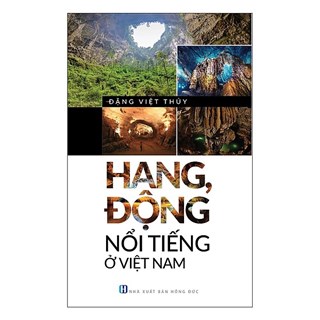 ĐẶNG VIỆT THỦY
HANG,
ĐỘNG
NỔI TIẾNG
Ở VIỆT NAM
NHÀ XUẤT BẢN HỒNG ĐỨC